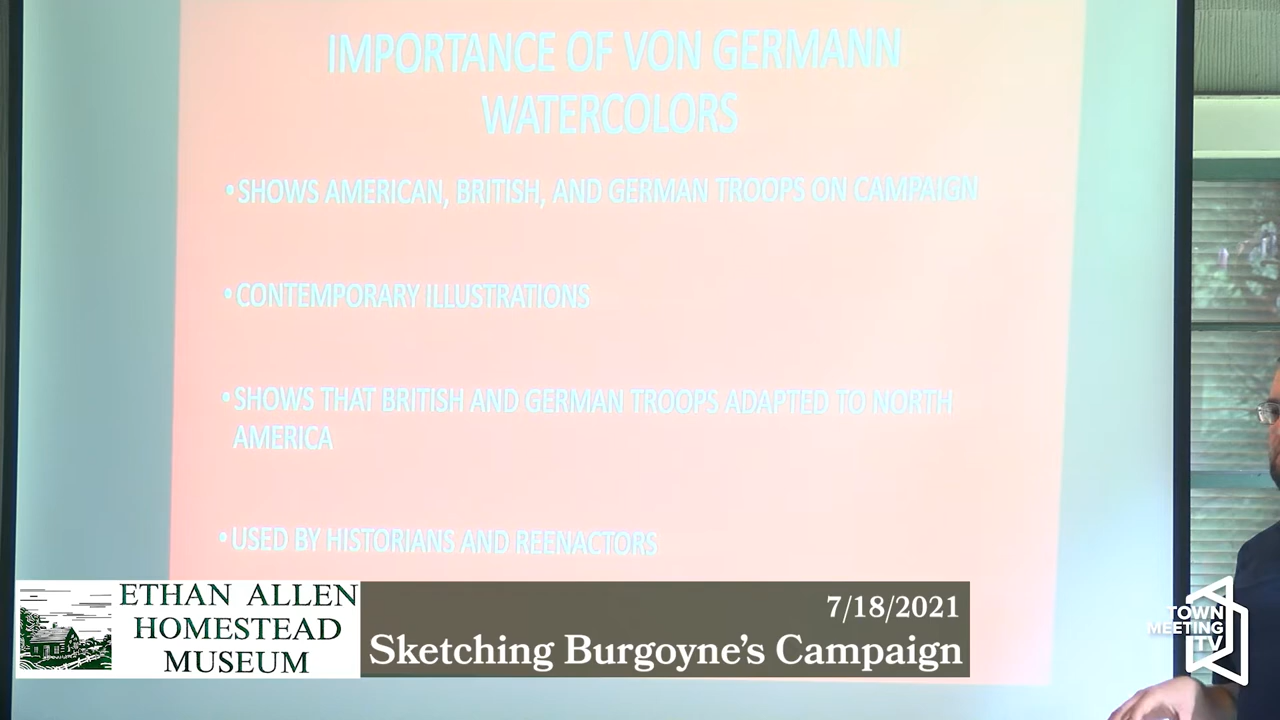 IMPORTANCE OF VON GERMANN
WATERCOLORS
•SHOWS AMERICAN, BRITISH, AND GERMAN TROOPS ON CAMPAIGN
•CONTEMPORARY ILLUSTRATIONS
•SHOWS THAT BRITISH AND GERMAN TROOPS ADAPTED TO NORTH
AMERICA
•USED BY HISTORIANS AND REENACTORS
ETHAN ALLEN
HOMESTEAD
MUSEUM
7/18/2021
Sketching Burgoyne's Campaign
TOWN
MEETING
TV